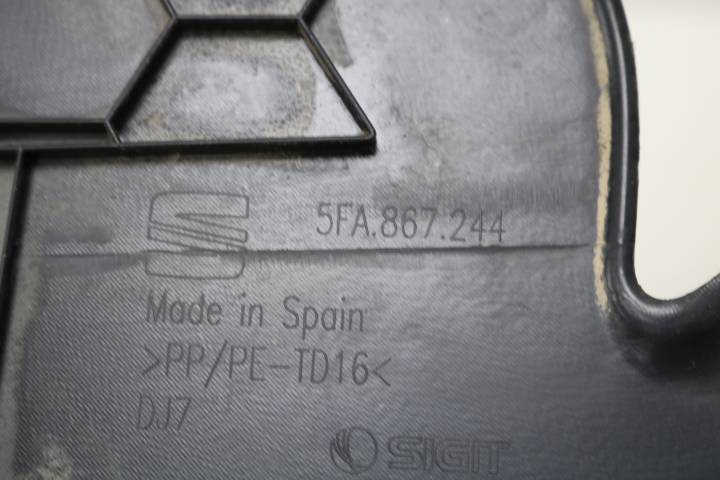 5FA.867.244
Made in Spain
>PP/PE-TD16<
DJ7
SIGIT